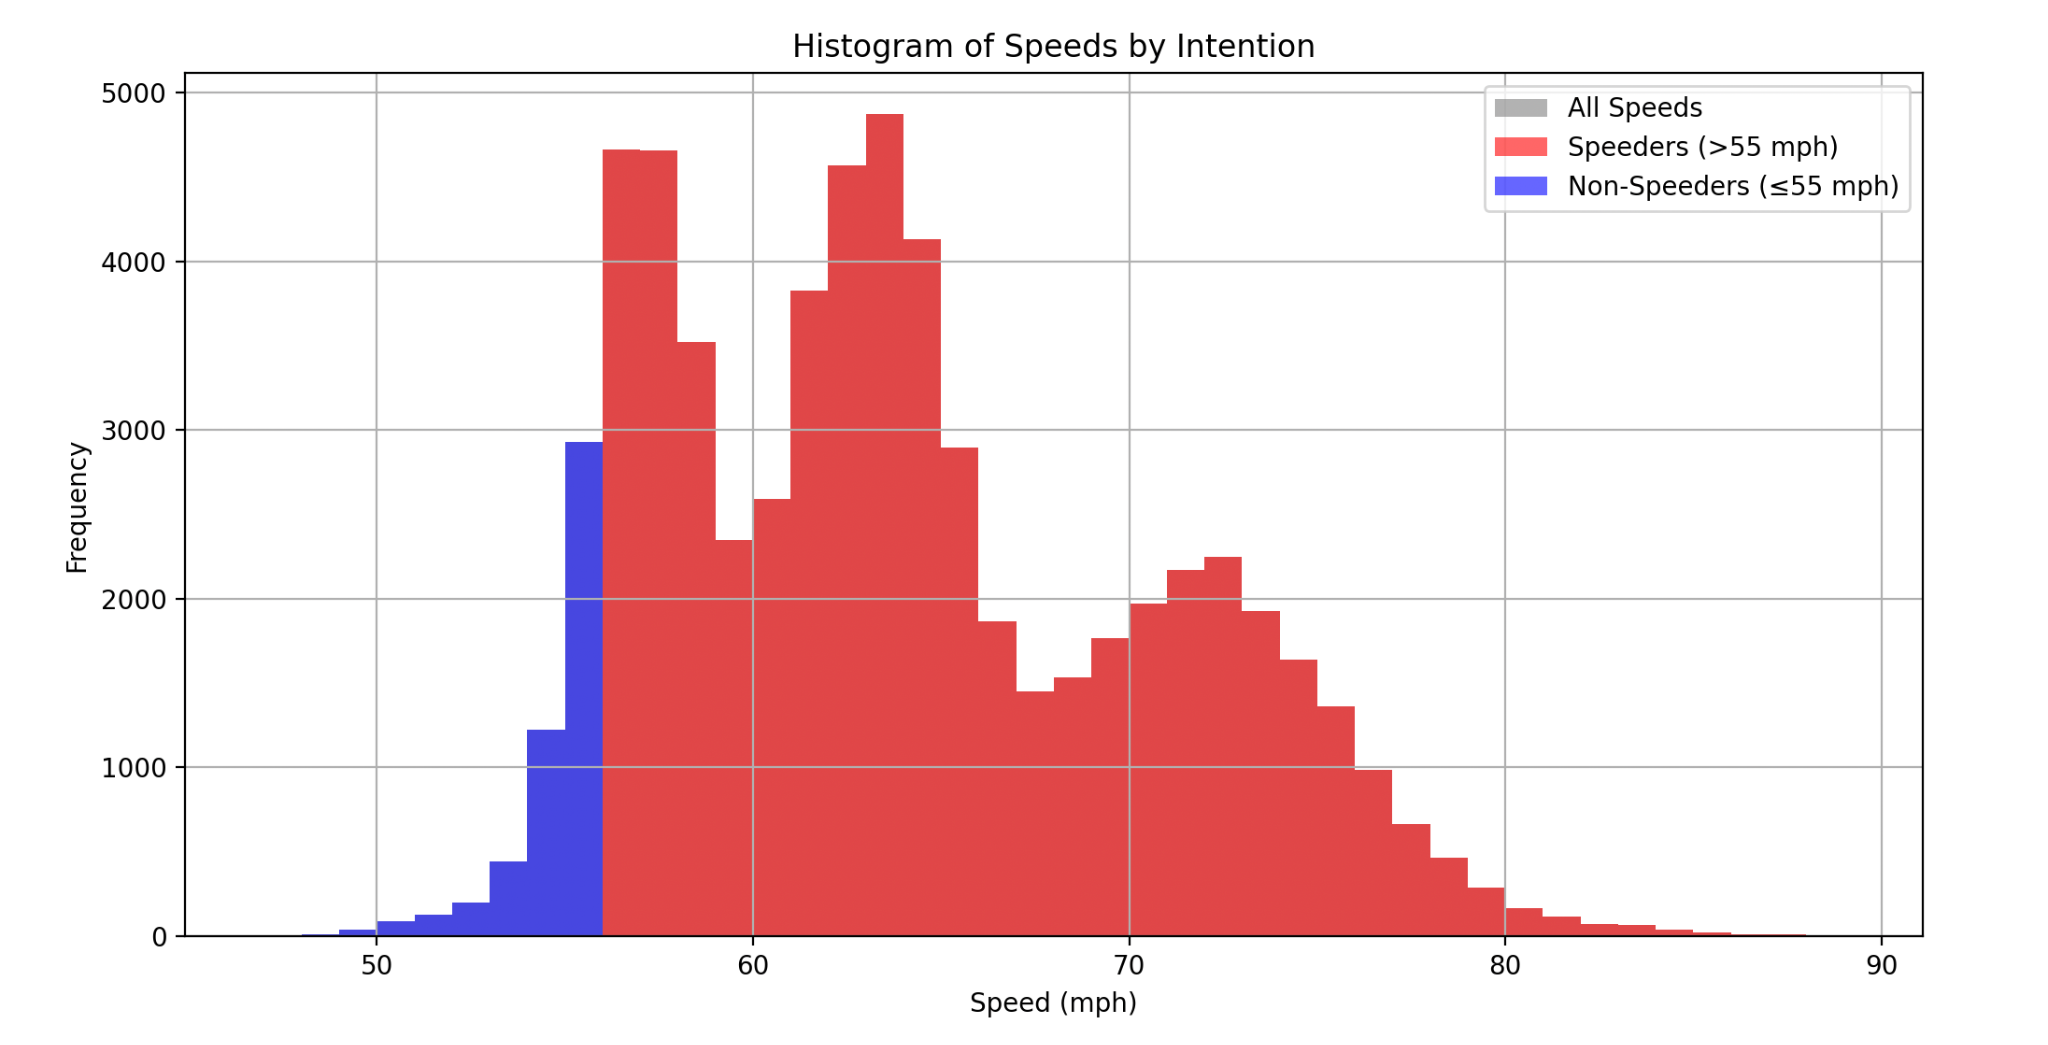 Histogram of Speeds by Intention
5000
4000
3000
2000
1000
0
Frequency
50
60
70
80
90
Speed (mph)
All Speeds
Speeders (>55 mph)
Non-Speeders (≤55 mph)